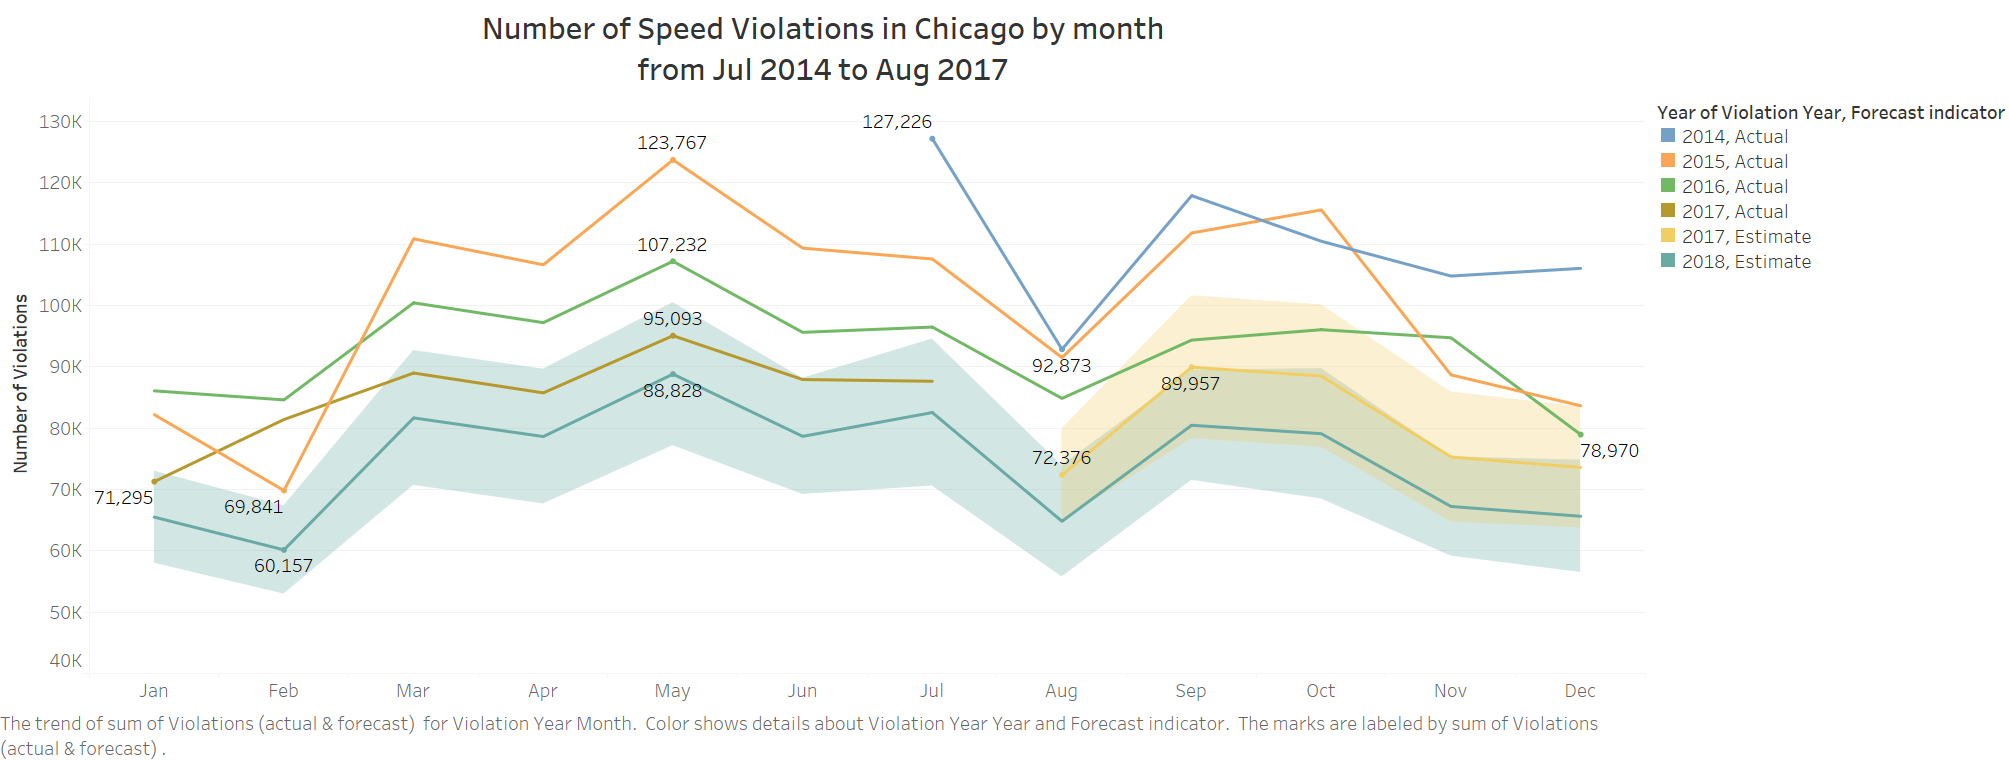 Number of Speed Violations in Chicago by month
from Jul 2014 to Aug 2017
Year of Violation Year, Forecast indicator
2014, Actual
2015, Actual
2016, Actual
2017, Actual
2017, Estimate
2018, Estimate
Number of Violations
130K
120K
110K
100K
90K
80K
70K
60K
50K
40K
127,226
123,767
107,232
95,093
92,873
88,828
89,957
72,376
78,970
71,295
69,841
60,157
Jan Feb Mar Apr May Jun Jul Aug Sep Oct Nov Dec
The trend of sum of Violations (actual & forecast) for Violation Year Month. Color shows details about Violation Year Year and Forecast indicator. The marks are labeled by sum of Violations
(actual & forecast) .